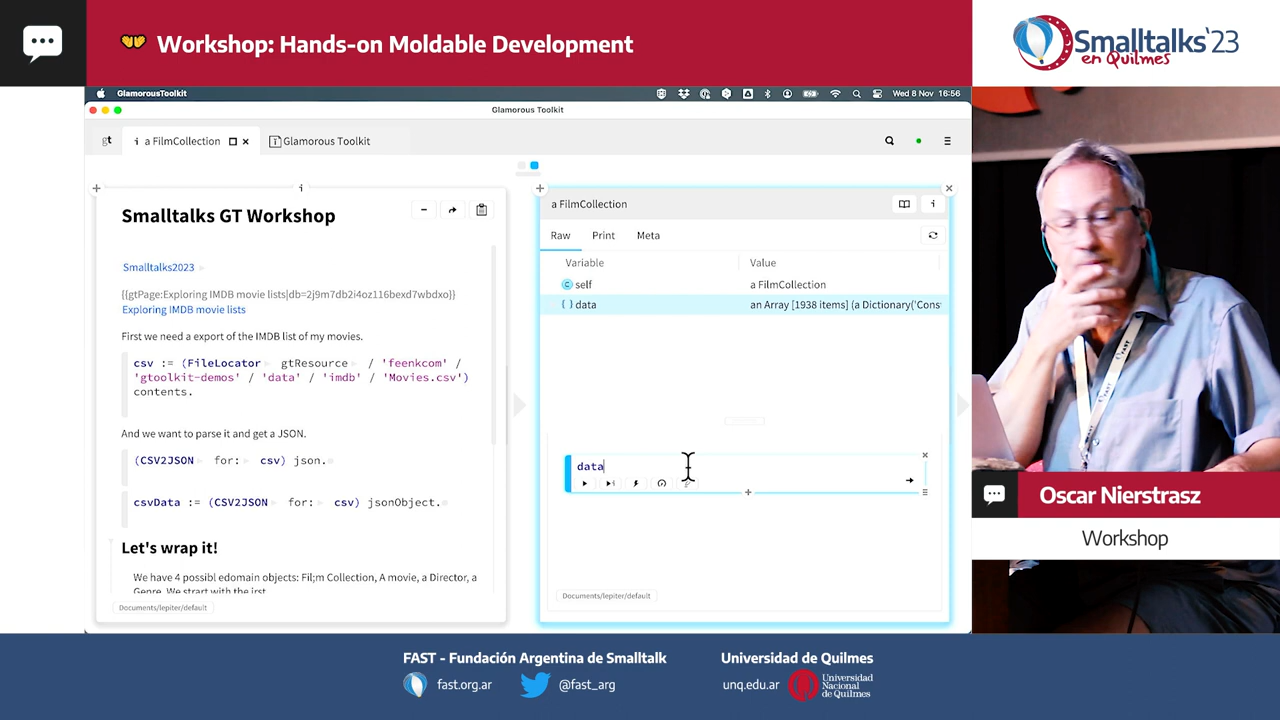 Workshop: Hands-on Moldable Development
Smalltalks'23
en Quilmes
GlamorousToolkit
Wed 8 Nov 16:56
Glamorous Toolkit
gt
a FilmCollection
Glamorous Toolkit
Smalltalks GT Workshop
Smalltalks2023
{{gtPage:Exploring IMDB movie lists|db=2j9m7db2i4oz116bexd7wbdxo}}
Exploring IMDB movie lists
First we need a export of the IMDB list of my movies.
csv := (FileLocator gtResource / 'feenkcom' /
'gtoolkit-demos' / 'data' / 'imdb' / 'Movies.csv')
contents.
And we want to parse it and get a JSON.
(CSV2JSON for: csv) json.
csvData := (CSV2JSON for: csv) jsonObject.
Let's wrap it!
We have 4 possibl edomain objects: Fil;m Collection, A movie, a Director, a
Genre. We start with the irst
Documents/lepiter/default
a FilmCollection
Raw Print Meta
Variable Value
self a FilmCollection
data an Array [1938 items] (a Dictionary('Cons
data
Documents/lepiter/default
Oscar Nierstrasz
Workshop
FAST - Fundación Argentina de Smalltalk
fast.org.ar
@fast_arg
Universidad de Quilmes
unq.edu.ar
Universidad
Nacional
de Quilmes